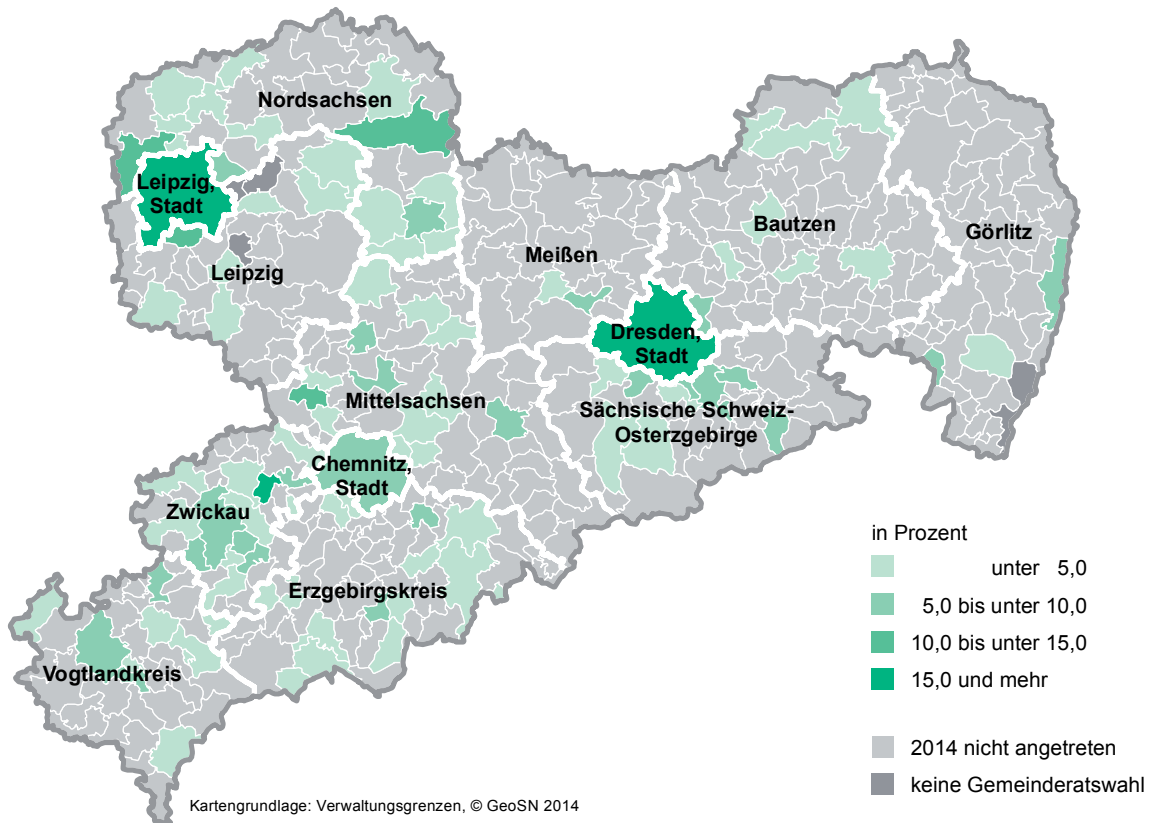 Nordsachsen
Leipzig,
Stadt
Leipzig
Meißen
Bautzen
Görlitz
Dresden,
Stadt
Mittelsachsen
Sächsische Schweiz-
Osterzgebirge
Chemnitz,
Stadt
Zwickau
Erzgebirgskreis
Vogtlandkreis
in Prozent
unter 5,0
5,0 bis unter 10,0
10,0 bis unter 15,0
15,0 und mehr
2014 nicht angetreten
keine Gemeinderatswahl
Kartengrundlage: Verwaltungsgrenzen, © GeoSN 2014